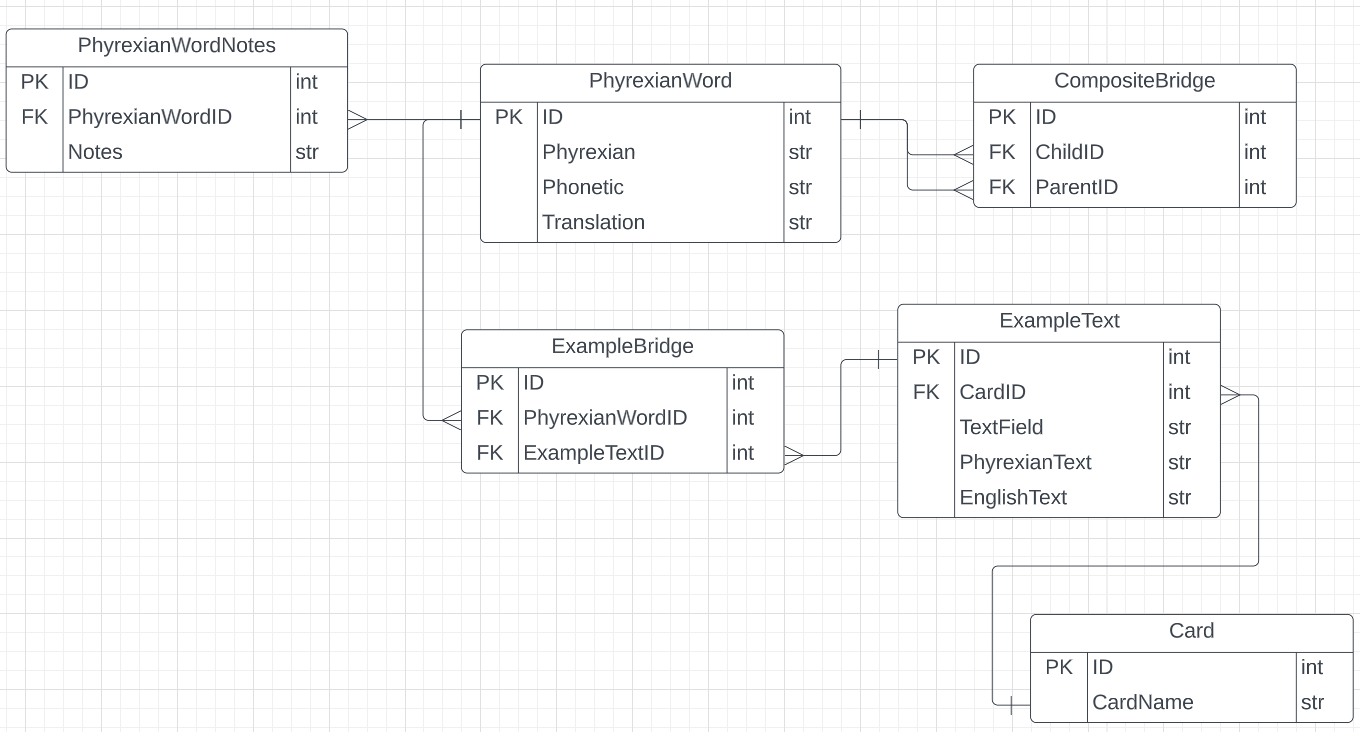 PhyrexianWordNotes
PK ID int
FK PhyrexianWordID int
Notes str
PhyrexianWord
PK ID int
Phyrexian str
Phonetic str
Translation str
CompositeBridge
PK ID int
FK ChildID int
FK ParentID int
ExampleBridge
PK ID int
FK PhyrexianWordID int
FK ExampleTextID int
ExampleText
PK ID int
FK CardID int
TextField str
PhyrexianText str
EnglishText str
Card
PK ID int
CardName str